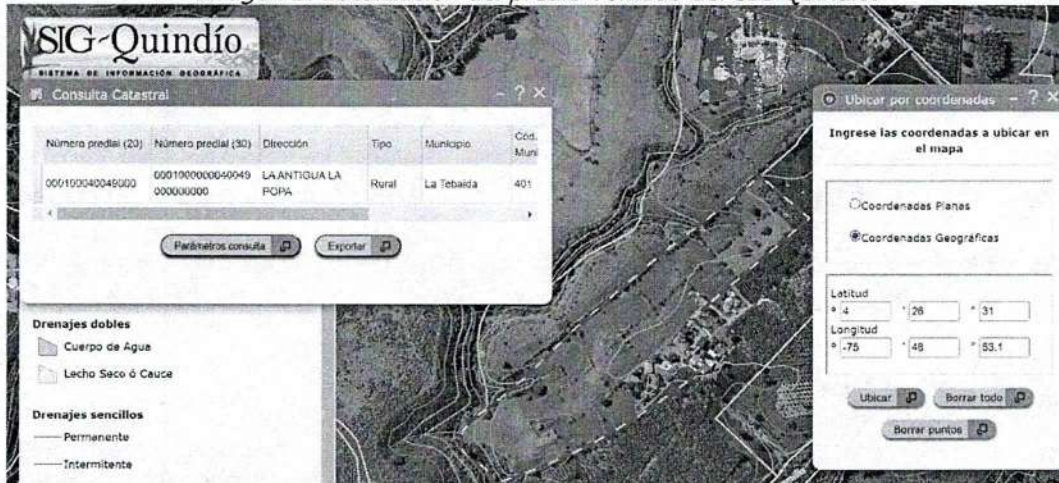 SIG-Quindío
SISTEMA DE INFORMACIÓN GEOGRÁFICA
Consulta Catastral - ? ×
Número predial (20) Número predial (30) Dirección Tipo Municipio Cód. Muni
000100040049000 0001000000040049 LA ANTIGUA LA Rural La Tebaida 401
000000000 POPA
Parámetros consulta Exportar
Drenajes dobles
Cuerpo de Agua
Lecho Seco ó Cauce
Drenajes sencillos
Permanente
Intermitente
Ubicar por coordenadas - ? ×
Ingrese las coordenadas a ubicar en
el mapa
Coordenadas Planas
Coordenadas Geográficas
Latitud
° 4 ' 26 " 31
Longitud
° -75 ' 48 " 53.1
Ubicar Borrar todo
Borrar puntos